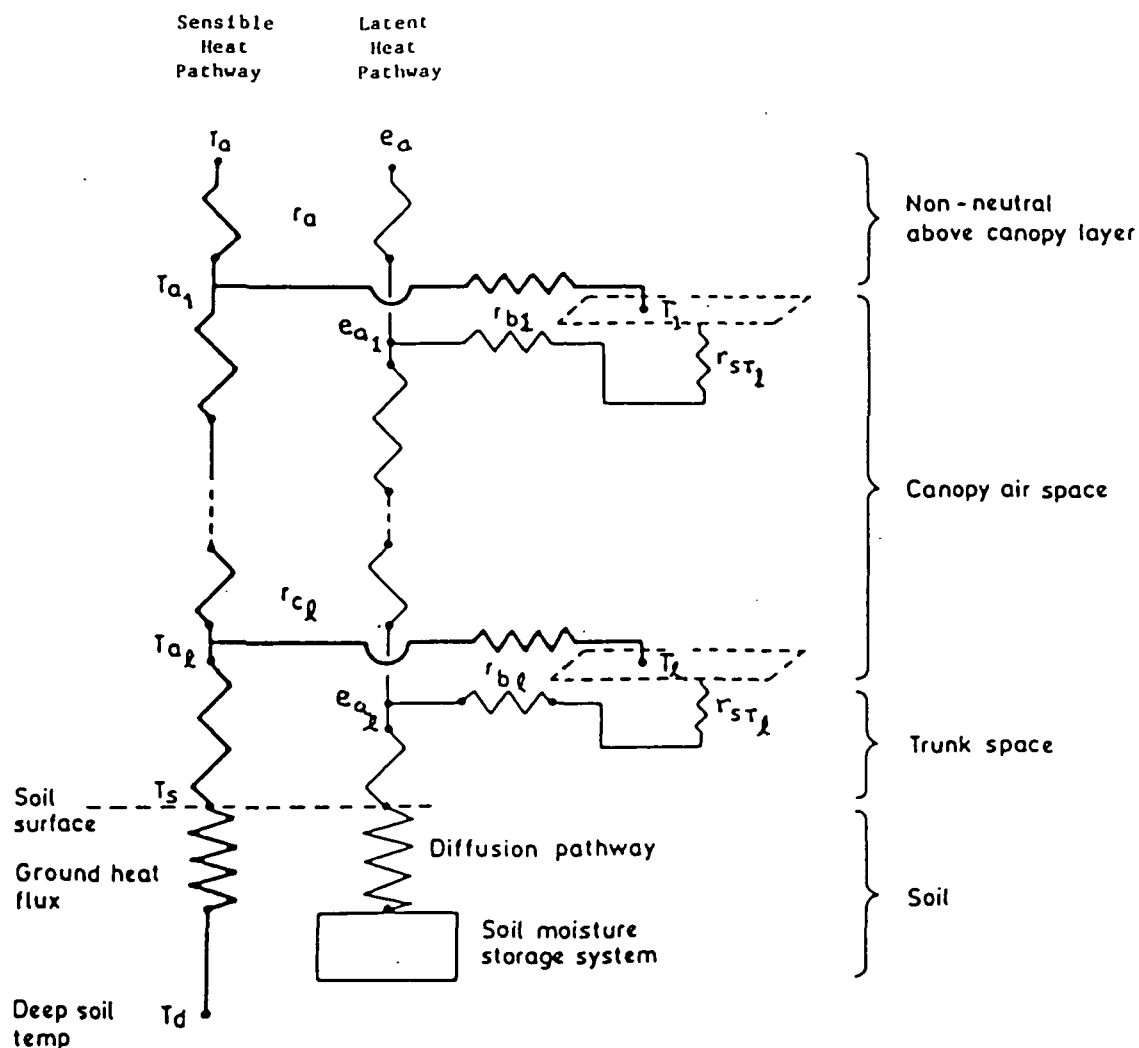 Sensible
Heat
Pathway
Latent
Heat
Pathway
Ta
ea
ra
Non-neutral
above canopy layer
Ta1
T1
rb1
ea1
rSTl
Canopy air space
rcl
Tal
Tl
rbl
eal
rSTl
Trunk space
Ts
Soil
surface
Diffusion pathway
Ground heat
flux
Soil
Soil moisture
storage system
Deep soil
temp
Td